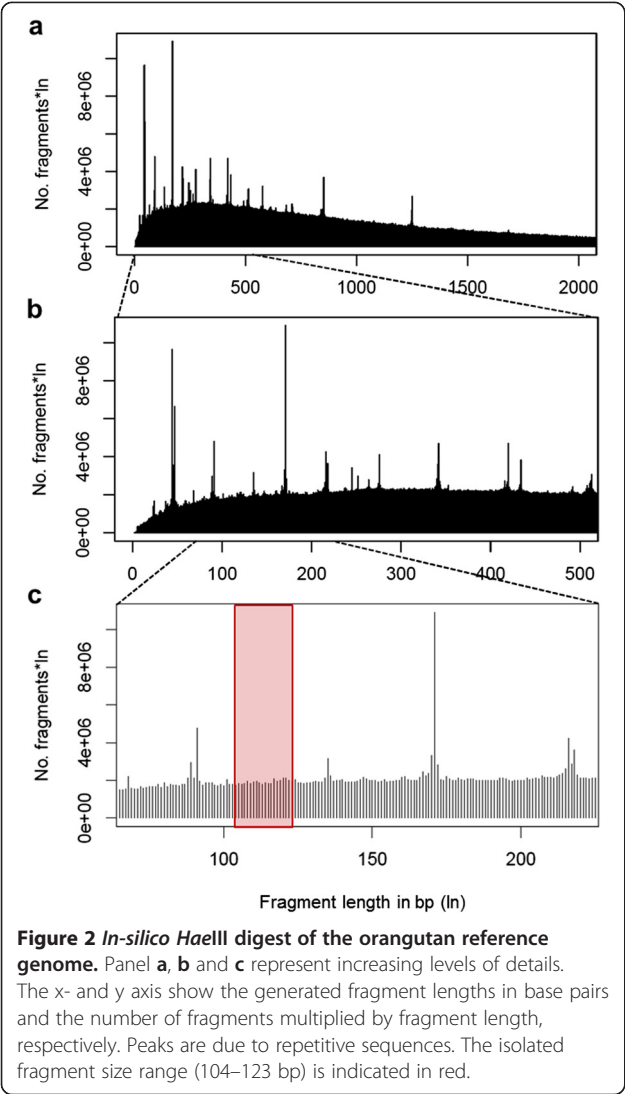 a
No. fragments*ln
8e+06
4e+06
0e+00
0 500 1000 1500 2000
b
No. fragments*ln
8e+06
4e+06
0e+00
0 100 200 300 400 500
c
No. fragments*ln
8e+06
4e+06
0e+00
100 150 200
Fragment length in bp (ln)
Figure 2 In-silico HaeIII digest of the orangutan reference
genome. Panel a, b and c represent increasing levels of details.
The x- and y axis show the generated fragment lengths in base pairs
and the number of fragments multiplied by fragment length,
respectively. Peaks are due to repetitive sequences. The isolated
fragment size range (104–123 bp) is indicated in red.